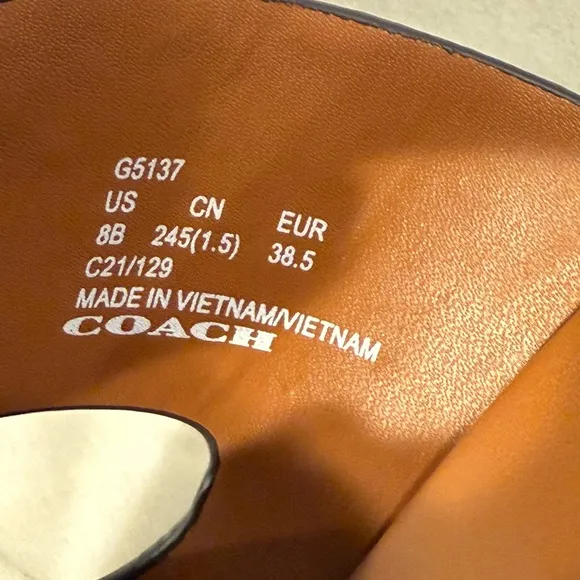 G5137
US CN EUR
8B 245(1.5) 38.5
C21/129
MADE IN VIETNAM/VIETNAM
COACH